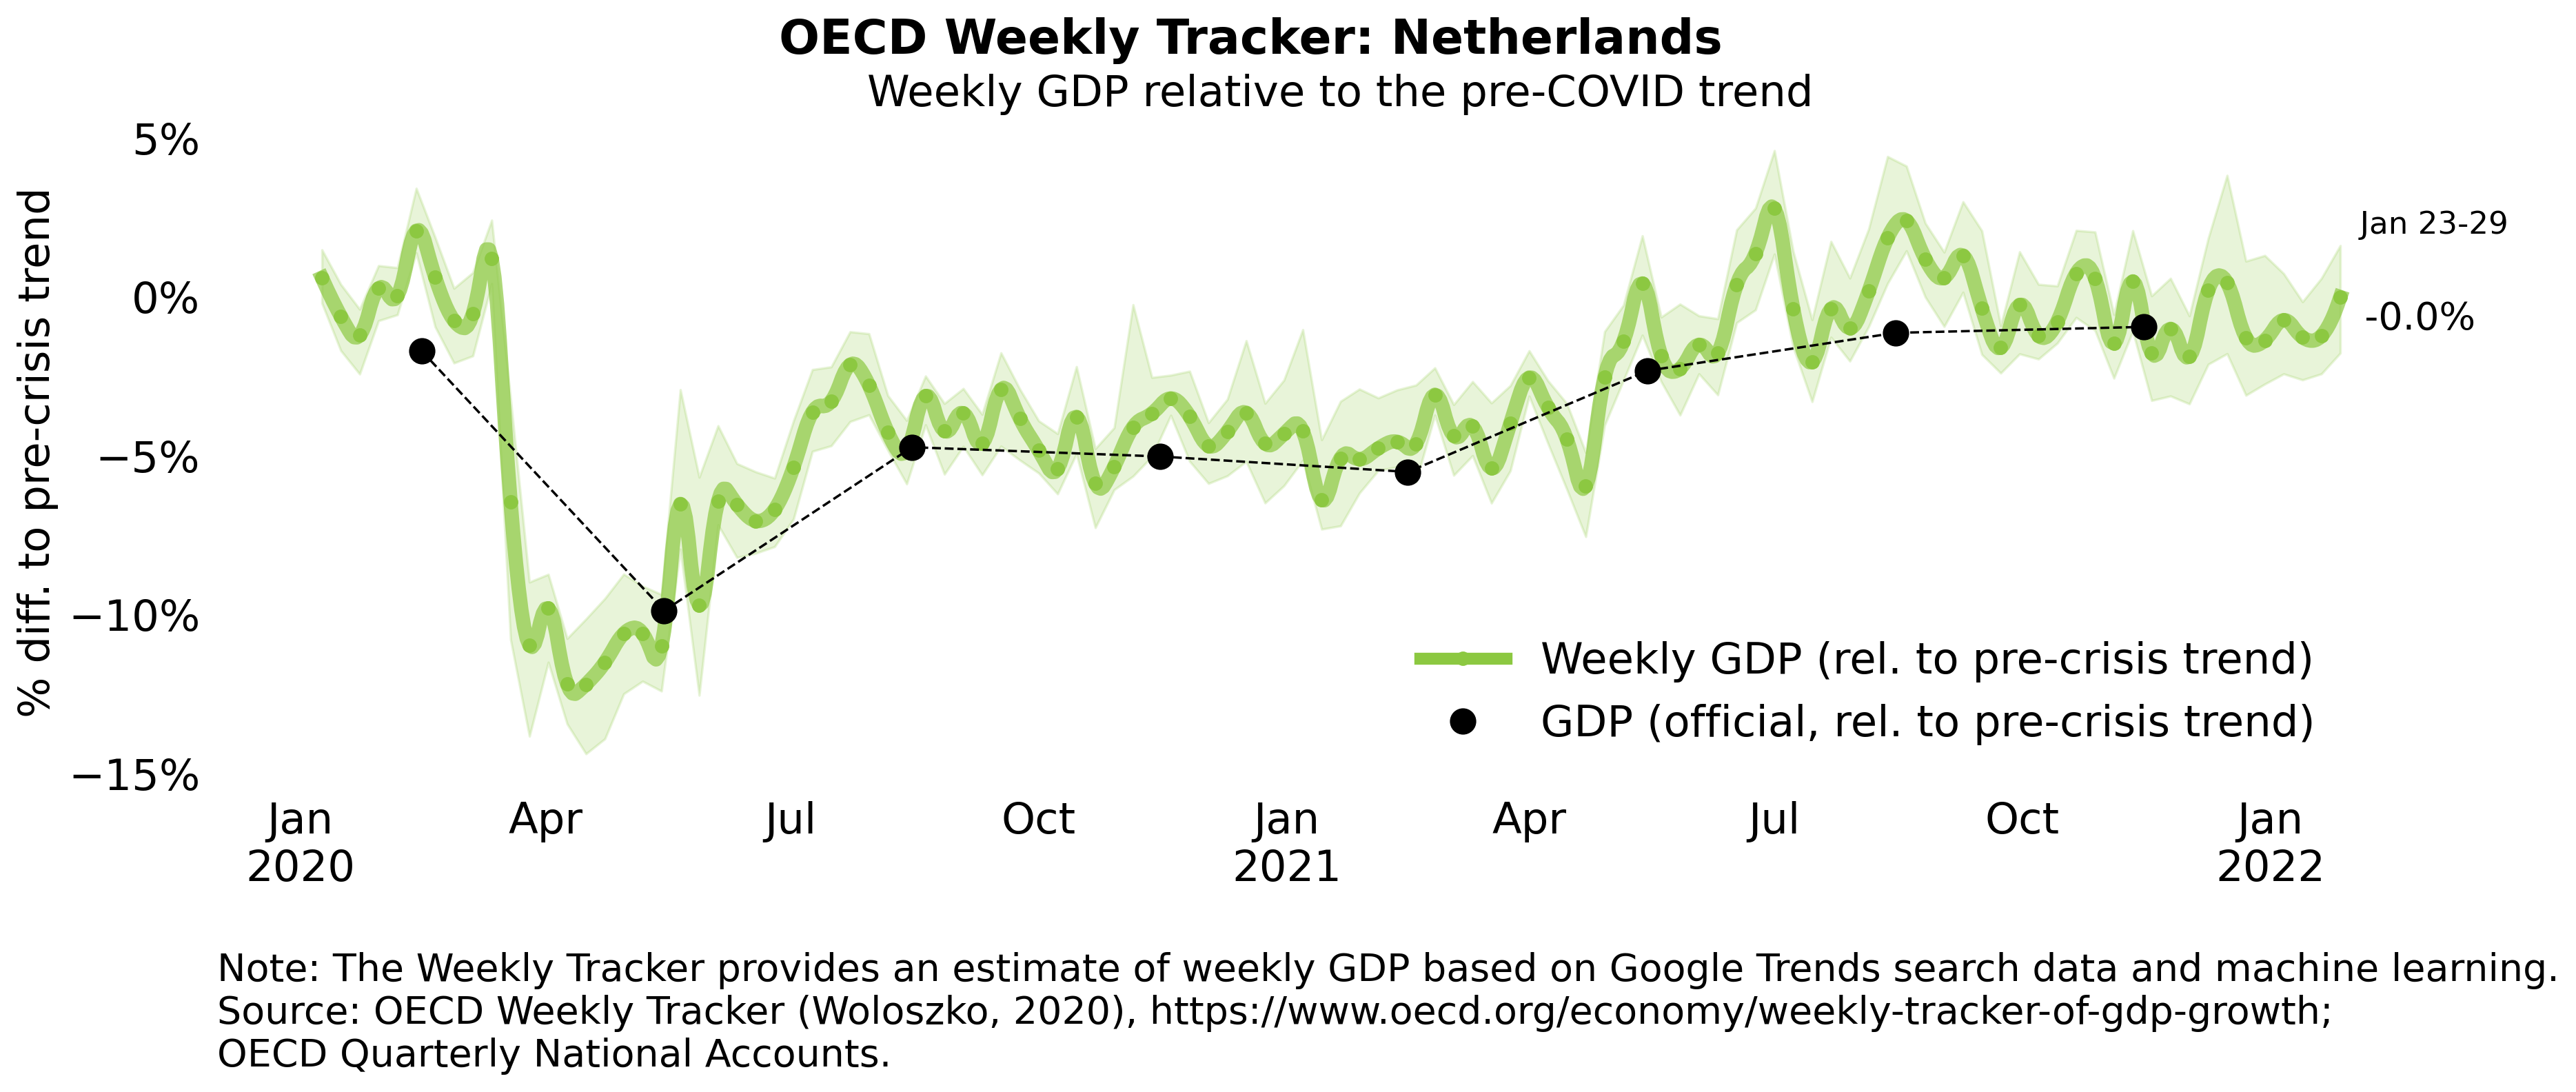 OECD Weekly Tracker: Netherlands
Weekly GDP relative to the pre-COVID trend
% diff. to pre-crisis trend
5%
0%
−5%
−10%
−15%
Jan 23-29
-0.0%
Weekly GDP (rel. to pre-crisis trend)
GDP (official, rel. to pre-crisis trend)
Jan Apr Jul Oct Jan Apr Jul Oct Jan
2020 2021 2022
Note: The Weekly Tracker provides an estimate of weekly GDP based on Google Trends search data and machine learning.
Source: OECD Weekly Tracker (Woloszko, 2020), https://www.oecd.org/economy/weekly-tracker-of-gdp-growth;
OECD Quarterly National Accounts.